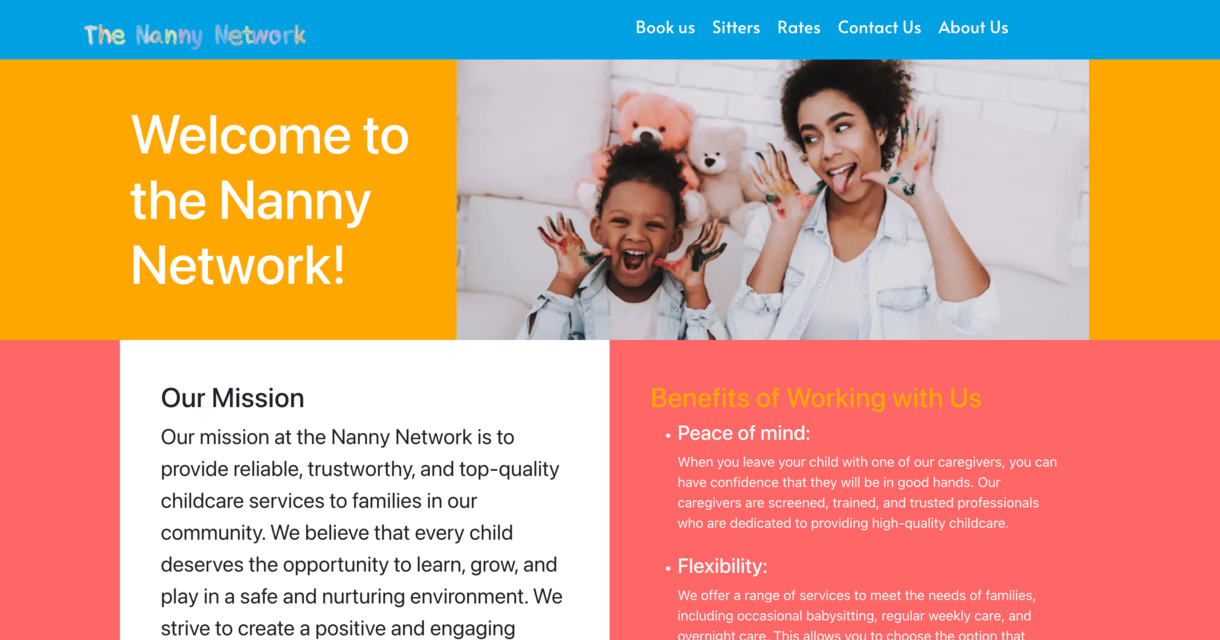 The Nanny Network
Book us Sitters Rates Contact Us About Us
Welcome to
the Nanny
Network!
Our Mission
Our mission at the Nanny Network is to
provide reliable, trustworthy, and top-quality
childcare services to families in our
community. We believe that every child
deserves the opportunity to learn, grow, and
play in a safe and nurturing environment. We
strive to create a positive and engaging
Benefits of Working with Us
• Peace of mind:
When you leave your child with one of our caregivers, you can
have confidence that they will be in good hands. Our
caregivers are screened, trained, and trusted professionals
who are dedicated to providing high-quality childcare.
• Flexibility:
We offer a range of services to meet the needs of families,
including occasional babysitting, regular weekly care, and
overnight care. This allows you to choose the option that